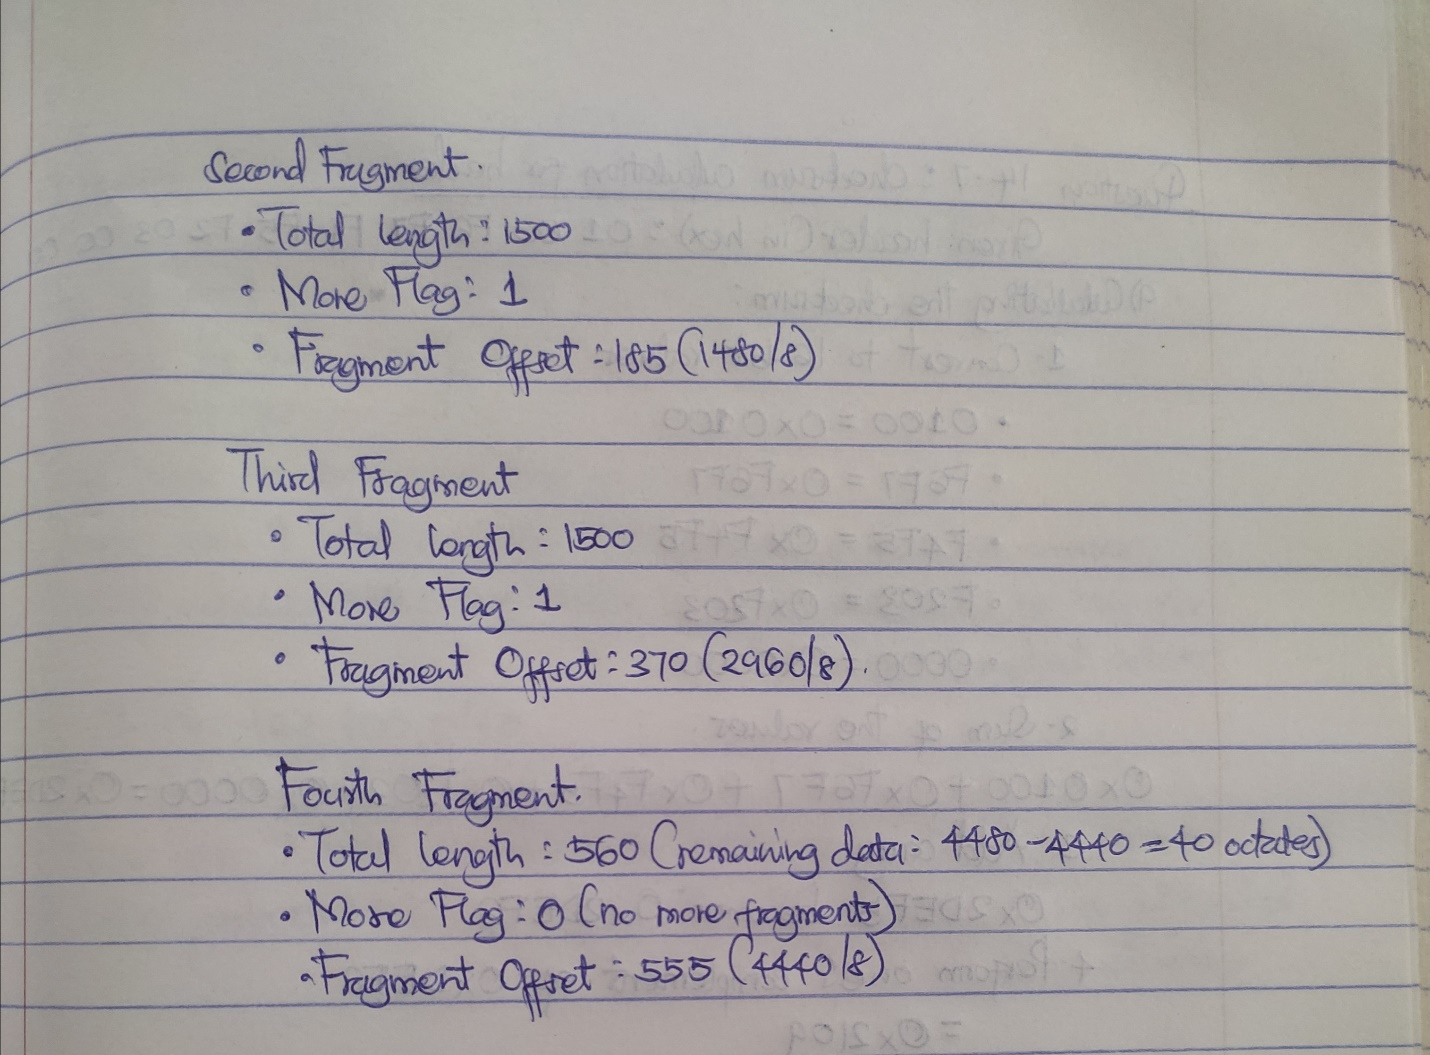 Second Fragment.
• Total length: 1500
• More Flag: 1
• Fragment Offset: 185 (1480/8)
Third Fragment
• Total length: 1500
• More Flag: 1
• Fragment Offset: 370 (2960/8).
Fourth Fragment.
• Total length: 560 (remaining data: 4480 - 4440 = 40 octates)
• More Flag: 0 (no more fragments)
• Fragment Offset: 555 (4440/8)